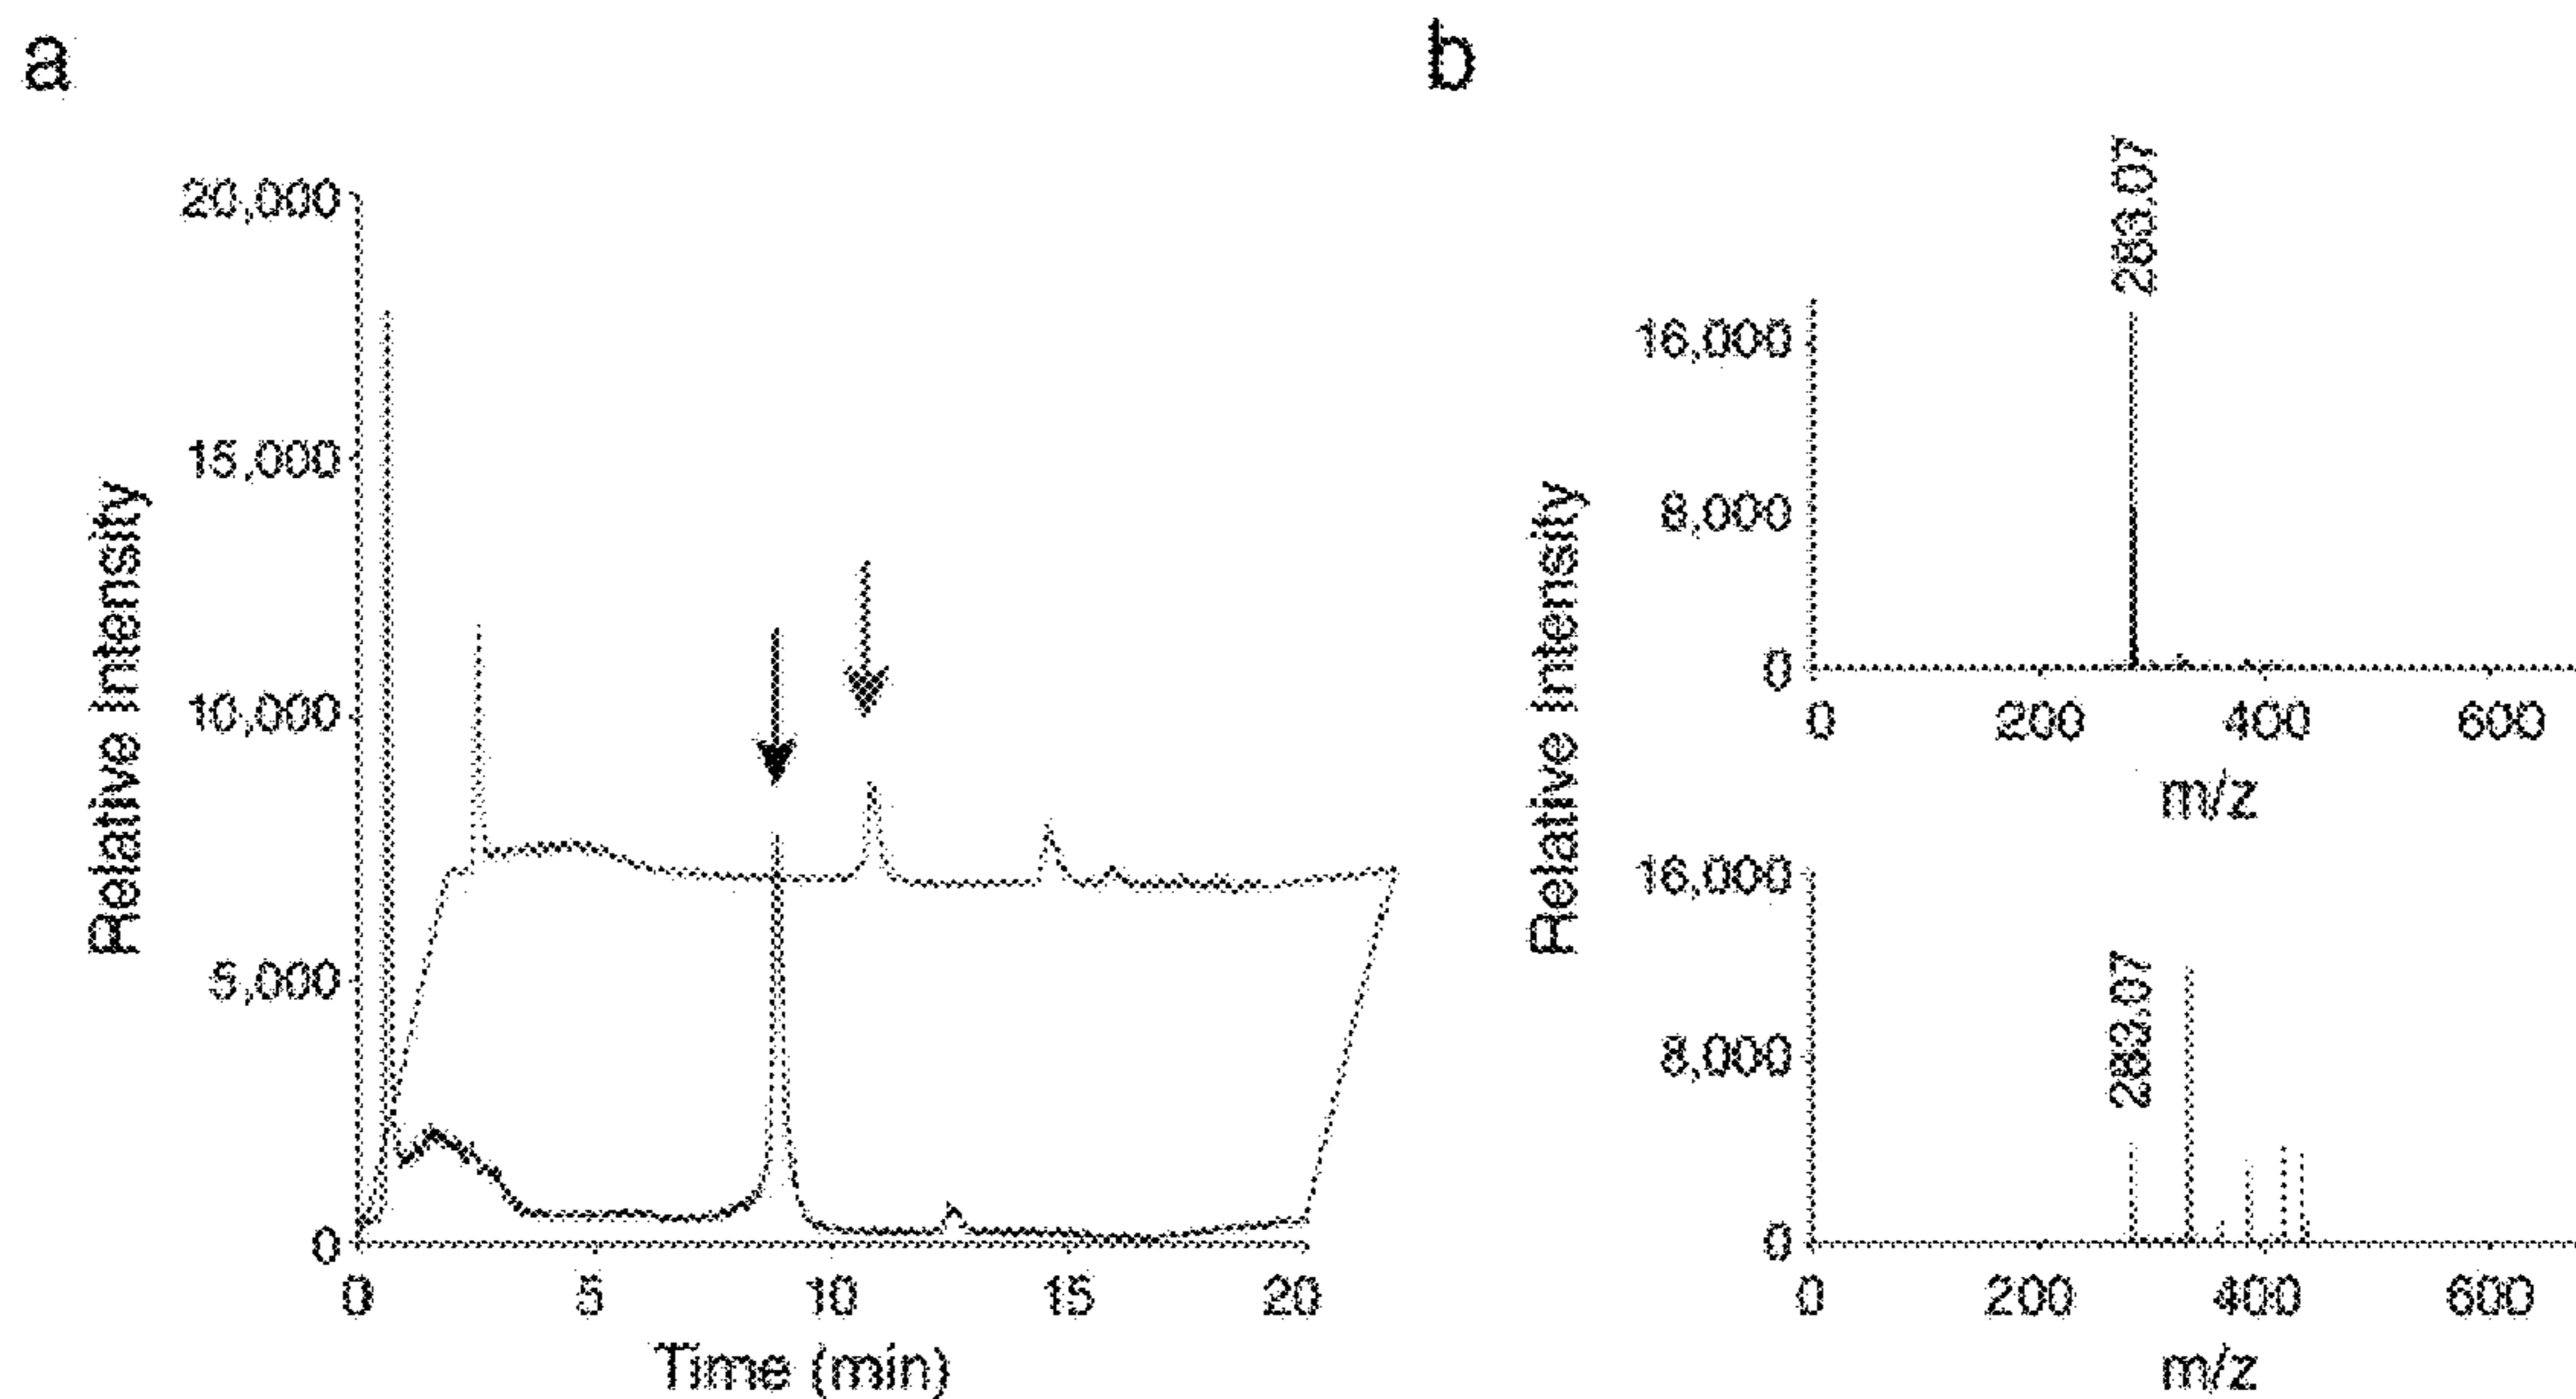 a
20,000
15,000
10,000
5,000
0
0 5 10 15 20
Time (min)
Relative Intensity
b
283.07
16,000
8,000
0
0 200 400 600
m/z
Relative Intensity
283.07
16,000
8,000
0
0 200 400 600
m/z